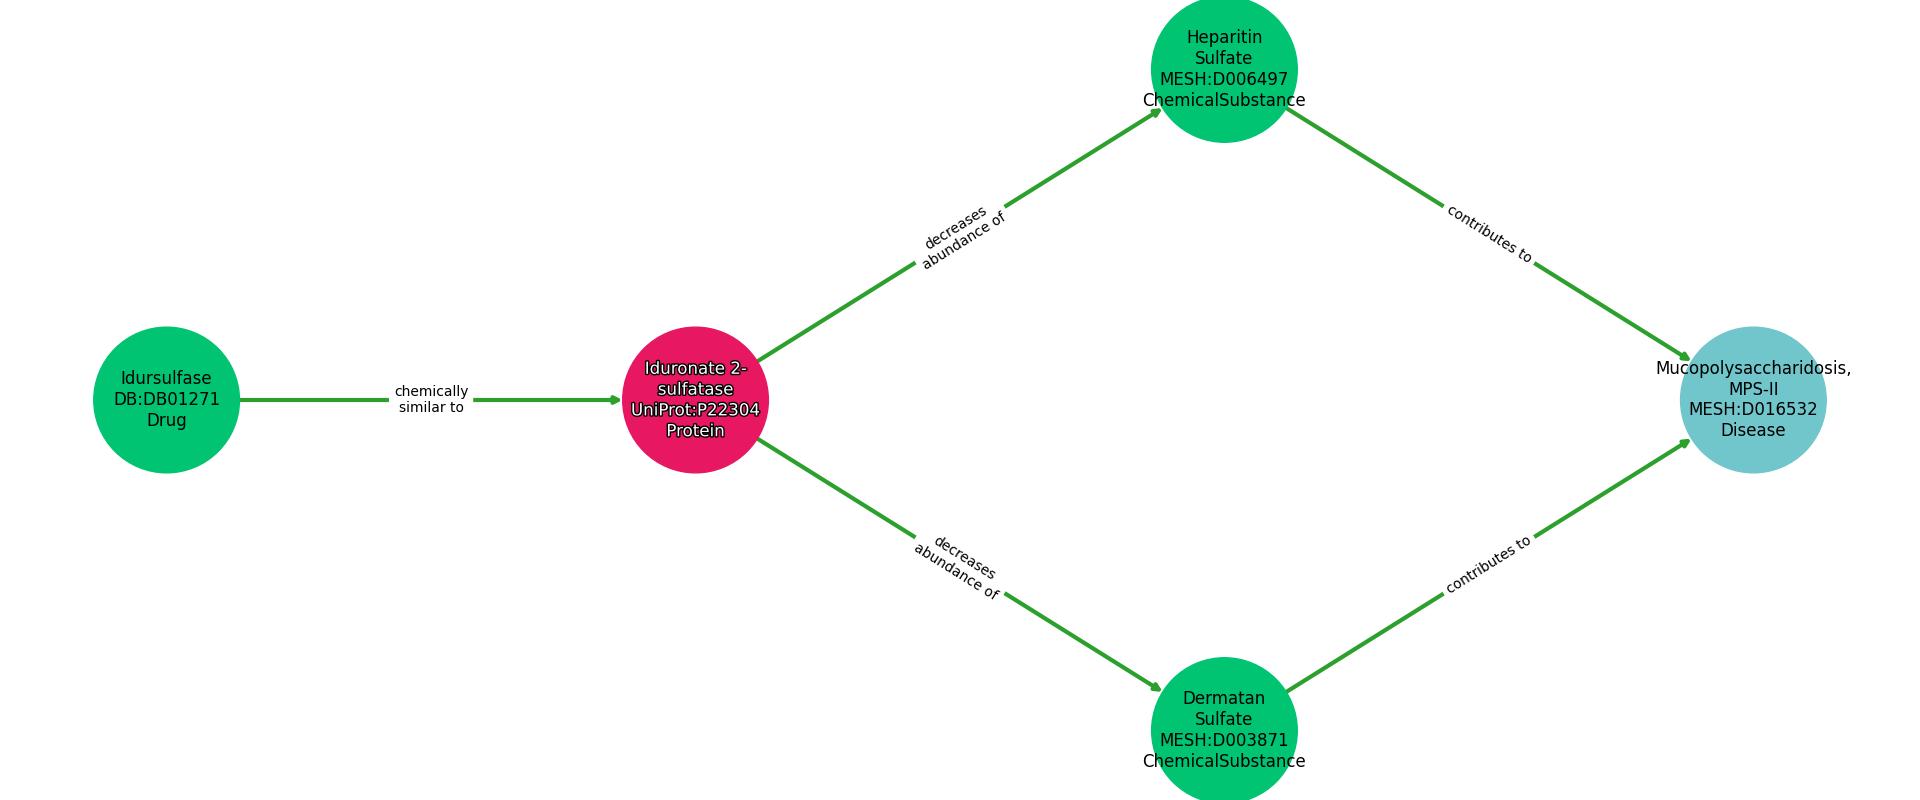 Heparitin
Sulfate
MESH:D006497
ChemicalSubstance
decreases
abundance of
contributes to
Idursulfase
DB:DB01271
Drug
chemically
similar to
Iduronate 2-
sulfatase
UniProt:P22304
Protein
Mucopolysaccharidosis,
MPS-II
MESH:D016532
Disease
decreases
abundance of
contributes to
Dermatan
Sulfate
MESH:D003871
ChemicalSubstance